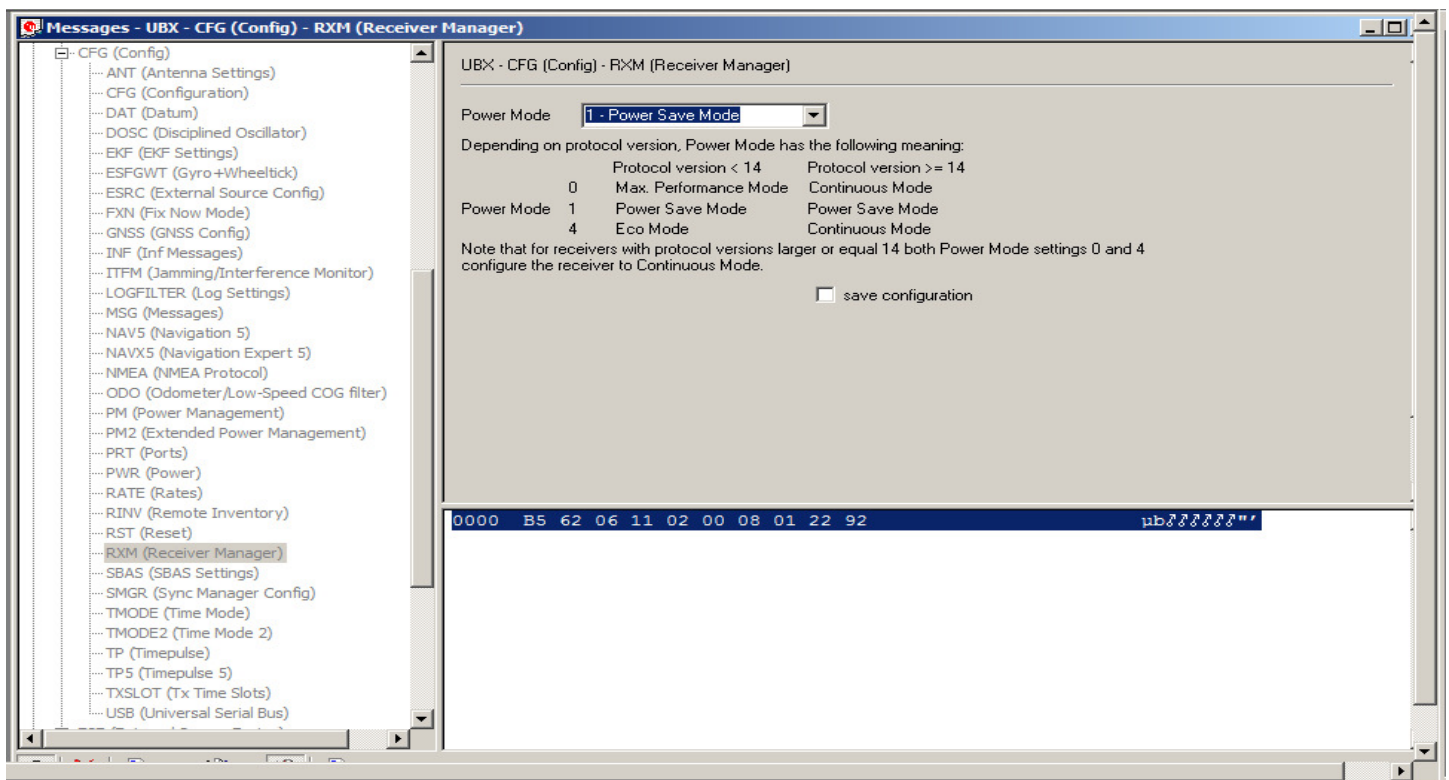 Messages - UBX - CFG (Config) - RXM (Receiver Manager)
CFG (Config)
ANT (Antenna Settings)
CFG (Configuration)
DAT (Datum)
DOSC (Disciplined Oscillator)
EKF (EKF Settings)
ESFGWT (Gyro+Wheeltick)
ESRC (External Source Config)
FXN (Fix Now Mode)
GNSS (GNSS Config)
INF (Inf Messages)
ITFM (Jamming/Interference Monitor)
LOGFILTER (Log Settings)
MSG (Messages)
NAV5 (Navigation 5)
NAVX5 (Navigation Expert 5)
NMEA (NMEA Protocol)
ODO (Odometer/Low-Speed COG filter)
PM (Power Management)
PM2 (Extended Power Management)
PRT (Ports)
PWR (Power)
RATE (Rates)
RINV (Remote Inventory)
RST (Reset)
RXM (Receiver Manager)
SBAS (SBAS Settings)
SMGR (Sync Manager Config)
TMODE (Time Mode)
TMODE2 (Time Mode 2)
TP (Timepulse)
TP5 (Timepulse 5)
TXSLOT (Tx Time Slots)
USB (Universal Serial Bus)
UBX - CFG (Config) - RXM (Receiver Manager)
Power Mode 1 - Power Save Mode
Depending on protocol version, Power Mode has the following meaning:
Protocol version < 14 Protocol version >= 14
0 Max. Performance Mode Continuous Mode
Power Mode 1 Power Save Mode Power Save Mode
4 Eco Mode Continuous Mode
Note that for receivers with protocol versions larger or equal 14 both Power Mode settings 0 and 4
configure the receiver to Continuous Mode.
save configuration
0000 B5 62 06 11 02 00 08 01 22 92 µb